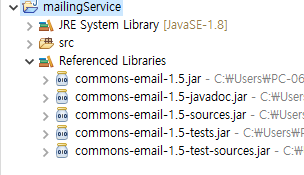 mailingService
JRE System Library [JavaSE-1.8]
src
Referenced Libraries
commons-email-1.5.jar - C:₩Users₩PC-06
commons-email-1.5-javadoc.jar - C:₩Us
commons-email-1.5-sources.jar - C:₩Us
commons-email-1.5-tests.jar - C:₩Users
commons-email-1.5-test-sources.jar - C